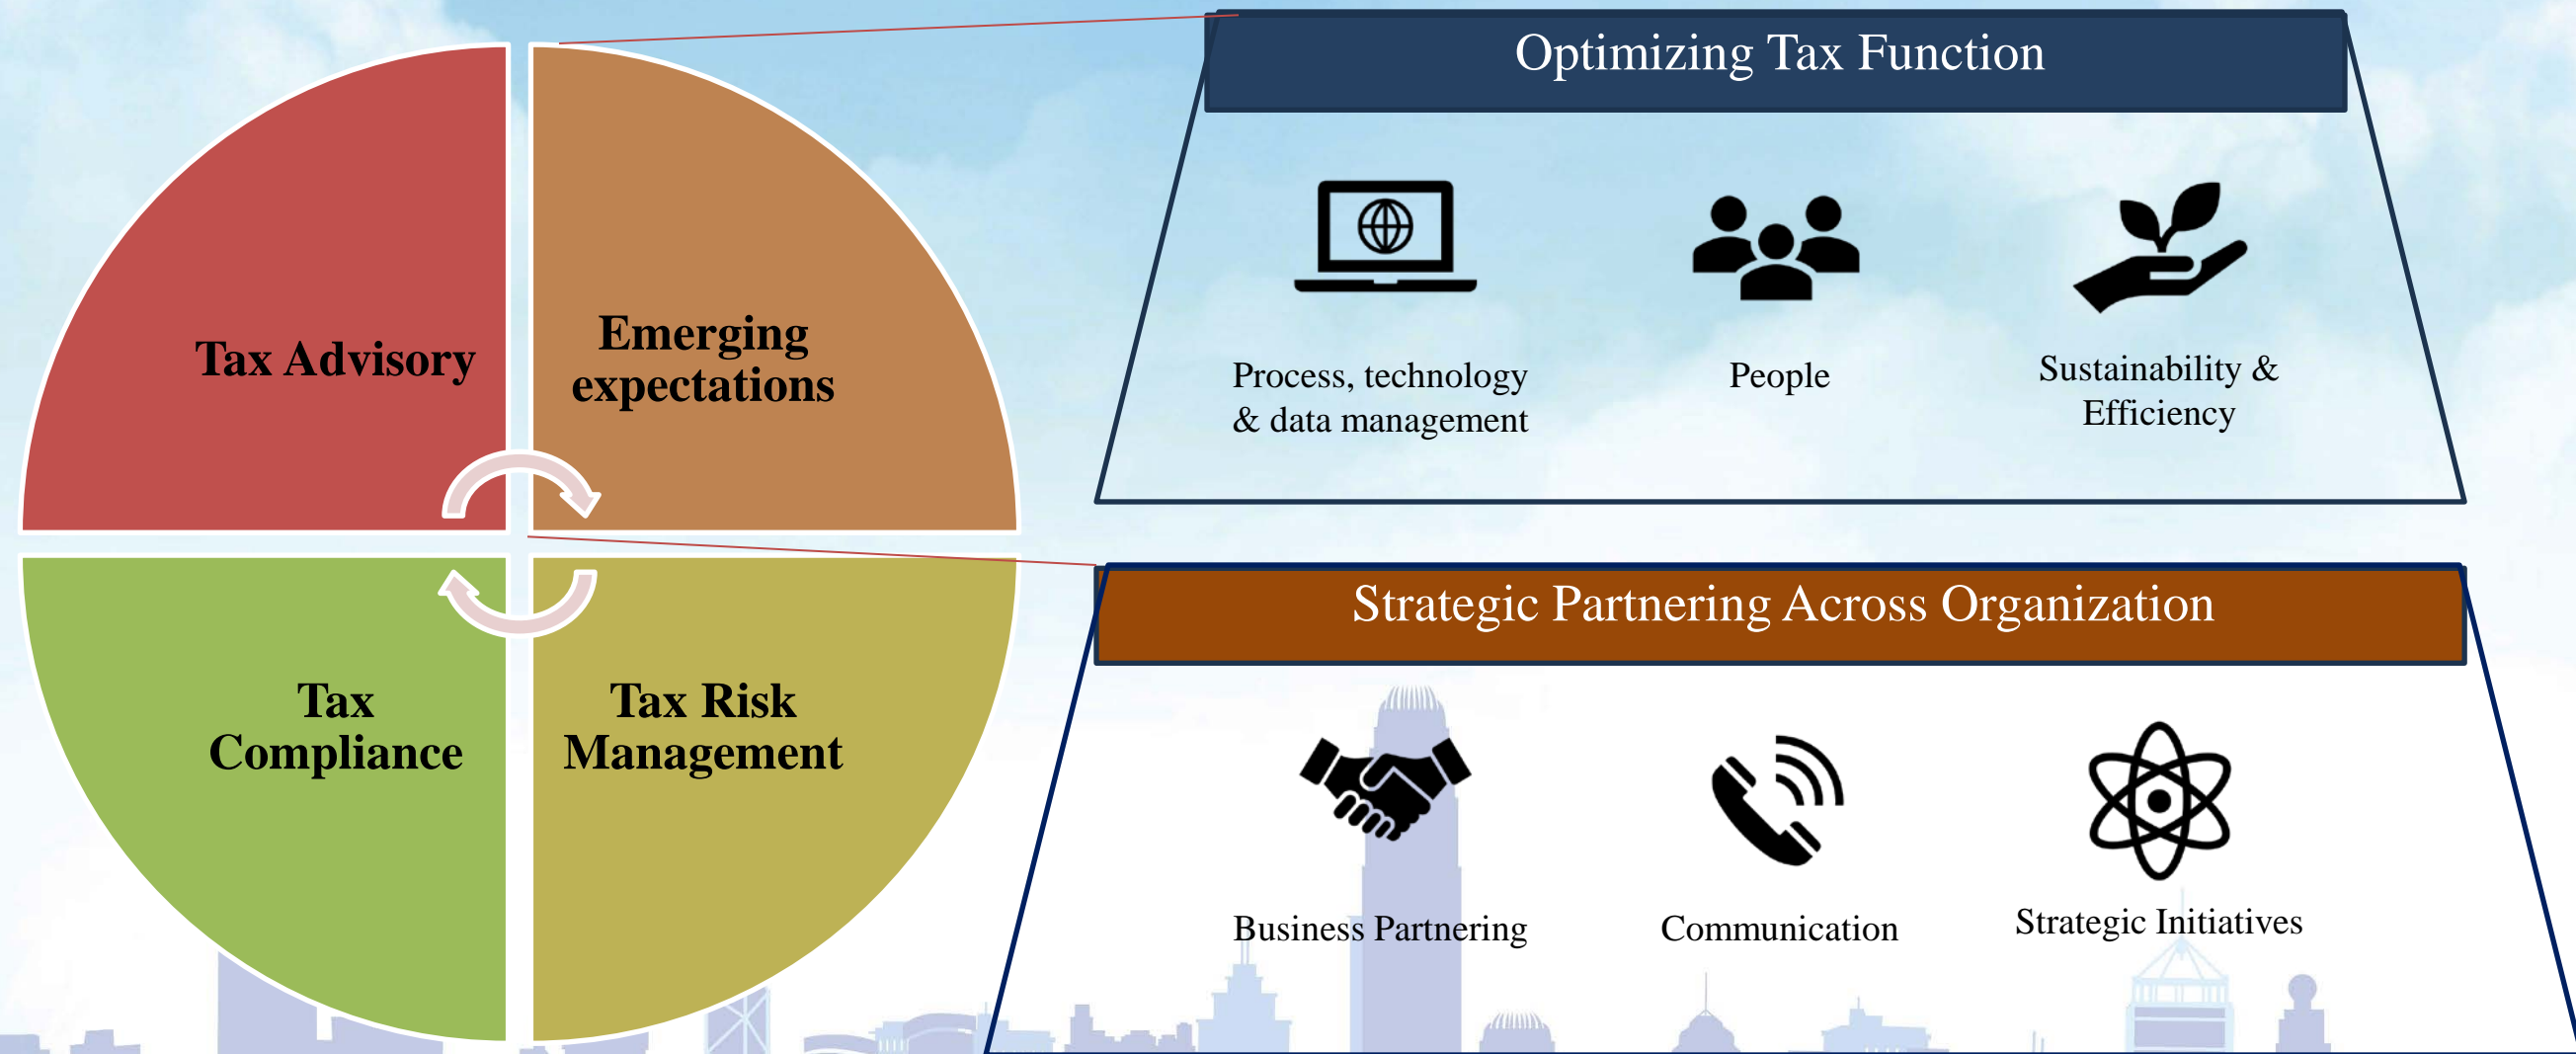 Tax Advisory
Emerging
expectations
Tax
Compliance
Tax Risk
Management
Optimizing Tax Function
Process, technology
& data management
People
Sustainability &
Efficiency
Strategic Partnering Across Organization
Business Partnering
Communication
Strategic Initiatives